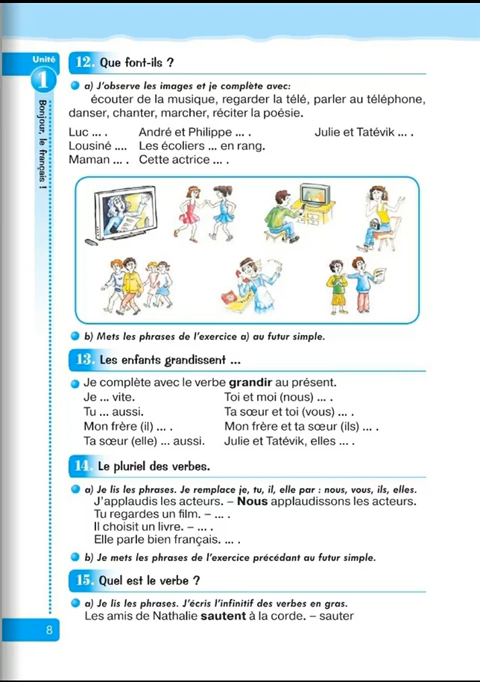 Unité
1
Bonjour, le français !
12. Que font-ils ?
a) J'observe les images et je complète avec:
écouter de la musique, regarder la télé, parler au téléphone,
danser, chanter, marcher, réciter la poésie.
Luc ... . André et Philippe ... . Julie et Tatévik ... .
Lousiné .... Les écoliers ... en rang.
Maman ... . Cette actrice ... .
b) Mets les phrases de l'exercice a) au futur simple.
13. Les enfants grandissent ...
Je complète avec le verbe grandir au présent.
Je ... vite. Toi et moi (nous) ... .
Tu ... aussi. Ta sœur et toi (vous) ... .
Mon frère (il) ... . Mon frère et ta sœur (ils) ... .
Ta sœur (elle) ... aussi. Julie et Tatévik, elles ... .
14. Le pluriel des verbes.
a) Je lis les phrases. Je remplace je, tu, il, elle par : nous, vous, ils, elles.
J'applaudis les acteurs. – Nous applaudissons les acteurs.
Tu regardes un film. – ... .
Il choisit un livre. – ... .
Elle parle bien français. ... .
b) Je mets les phrases de l'exercice précédant au futur simple.
15. Quel est le verbe ?
a) Je lis les phrases. J'écris l'infinitif des verbes en gras.
Les amis de Nathalie sautent à la corde. – sauter
8